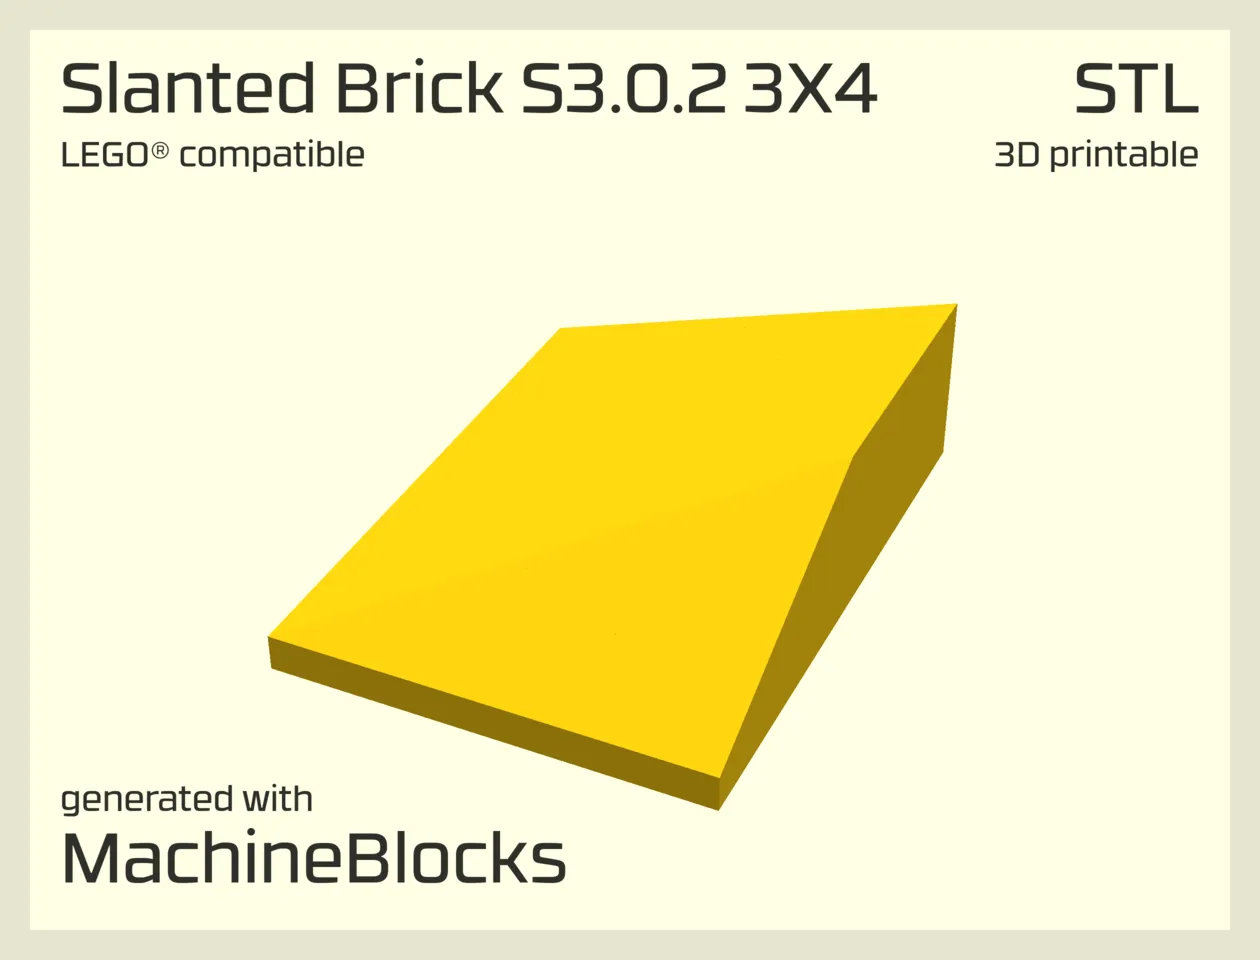 Slanted Brick S3.0.2 3X4
STL
LEGO® compatible
3D printable
generated with
MachineBlocks